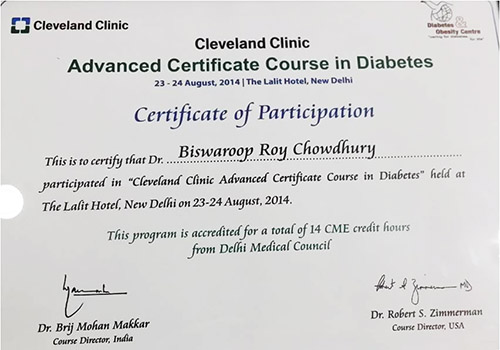 Cleveland Clinic
Diabetes & Obesity Centre
Cleveland Clinic
Advanced Certificate Course in Diabetes
23 - 24 August, 2014 | The Lalit Hotel, New Delhi
Certificate of Participation
This is to certify that Dr. Biswaroop Roy Chowdhury
participated in "Cleveland Clinic Advanced Certificate Course in Diabetes" held at
The Lalit Hotel, New Delhi on 23-24 August, 2014.
This program is accredited for a total of 14 CME credit hours
from Delhi Medical Council
Dr. Brij Mohan Makkar
Course Director, India
Dr. Robert S. Zimmerman
Course Director, USA